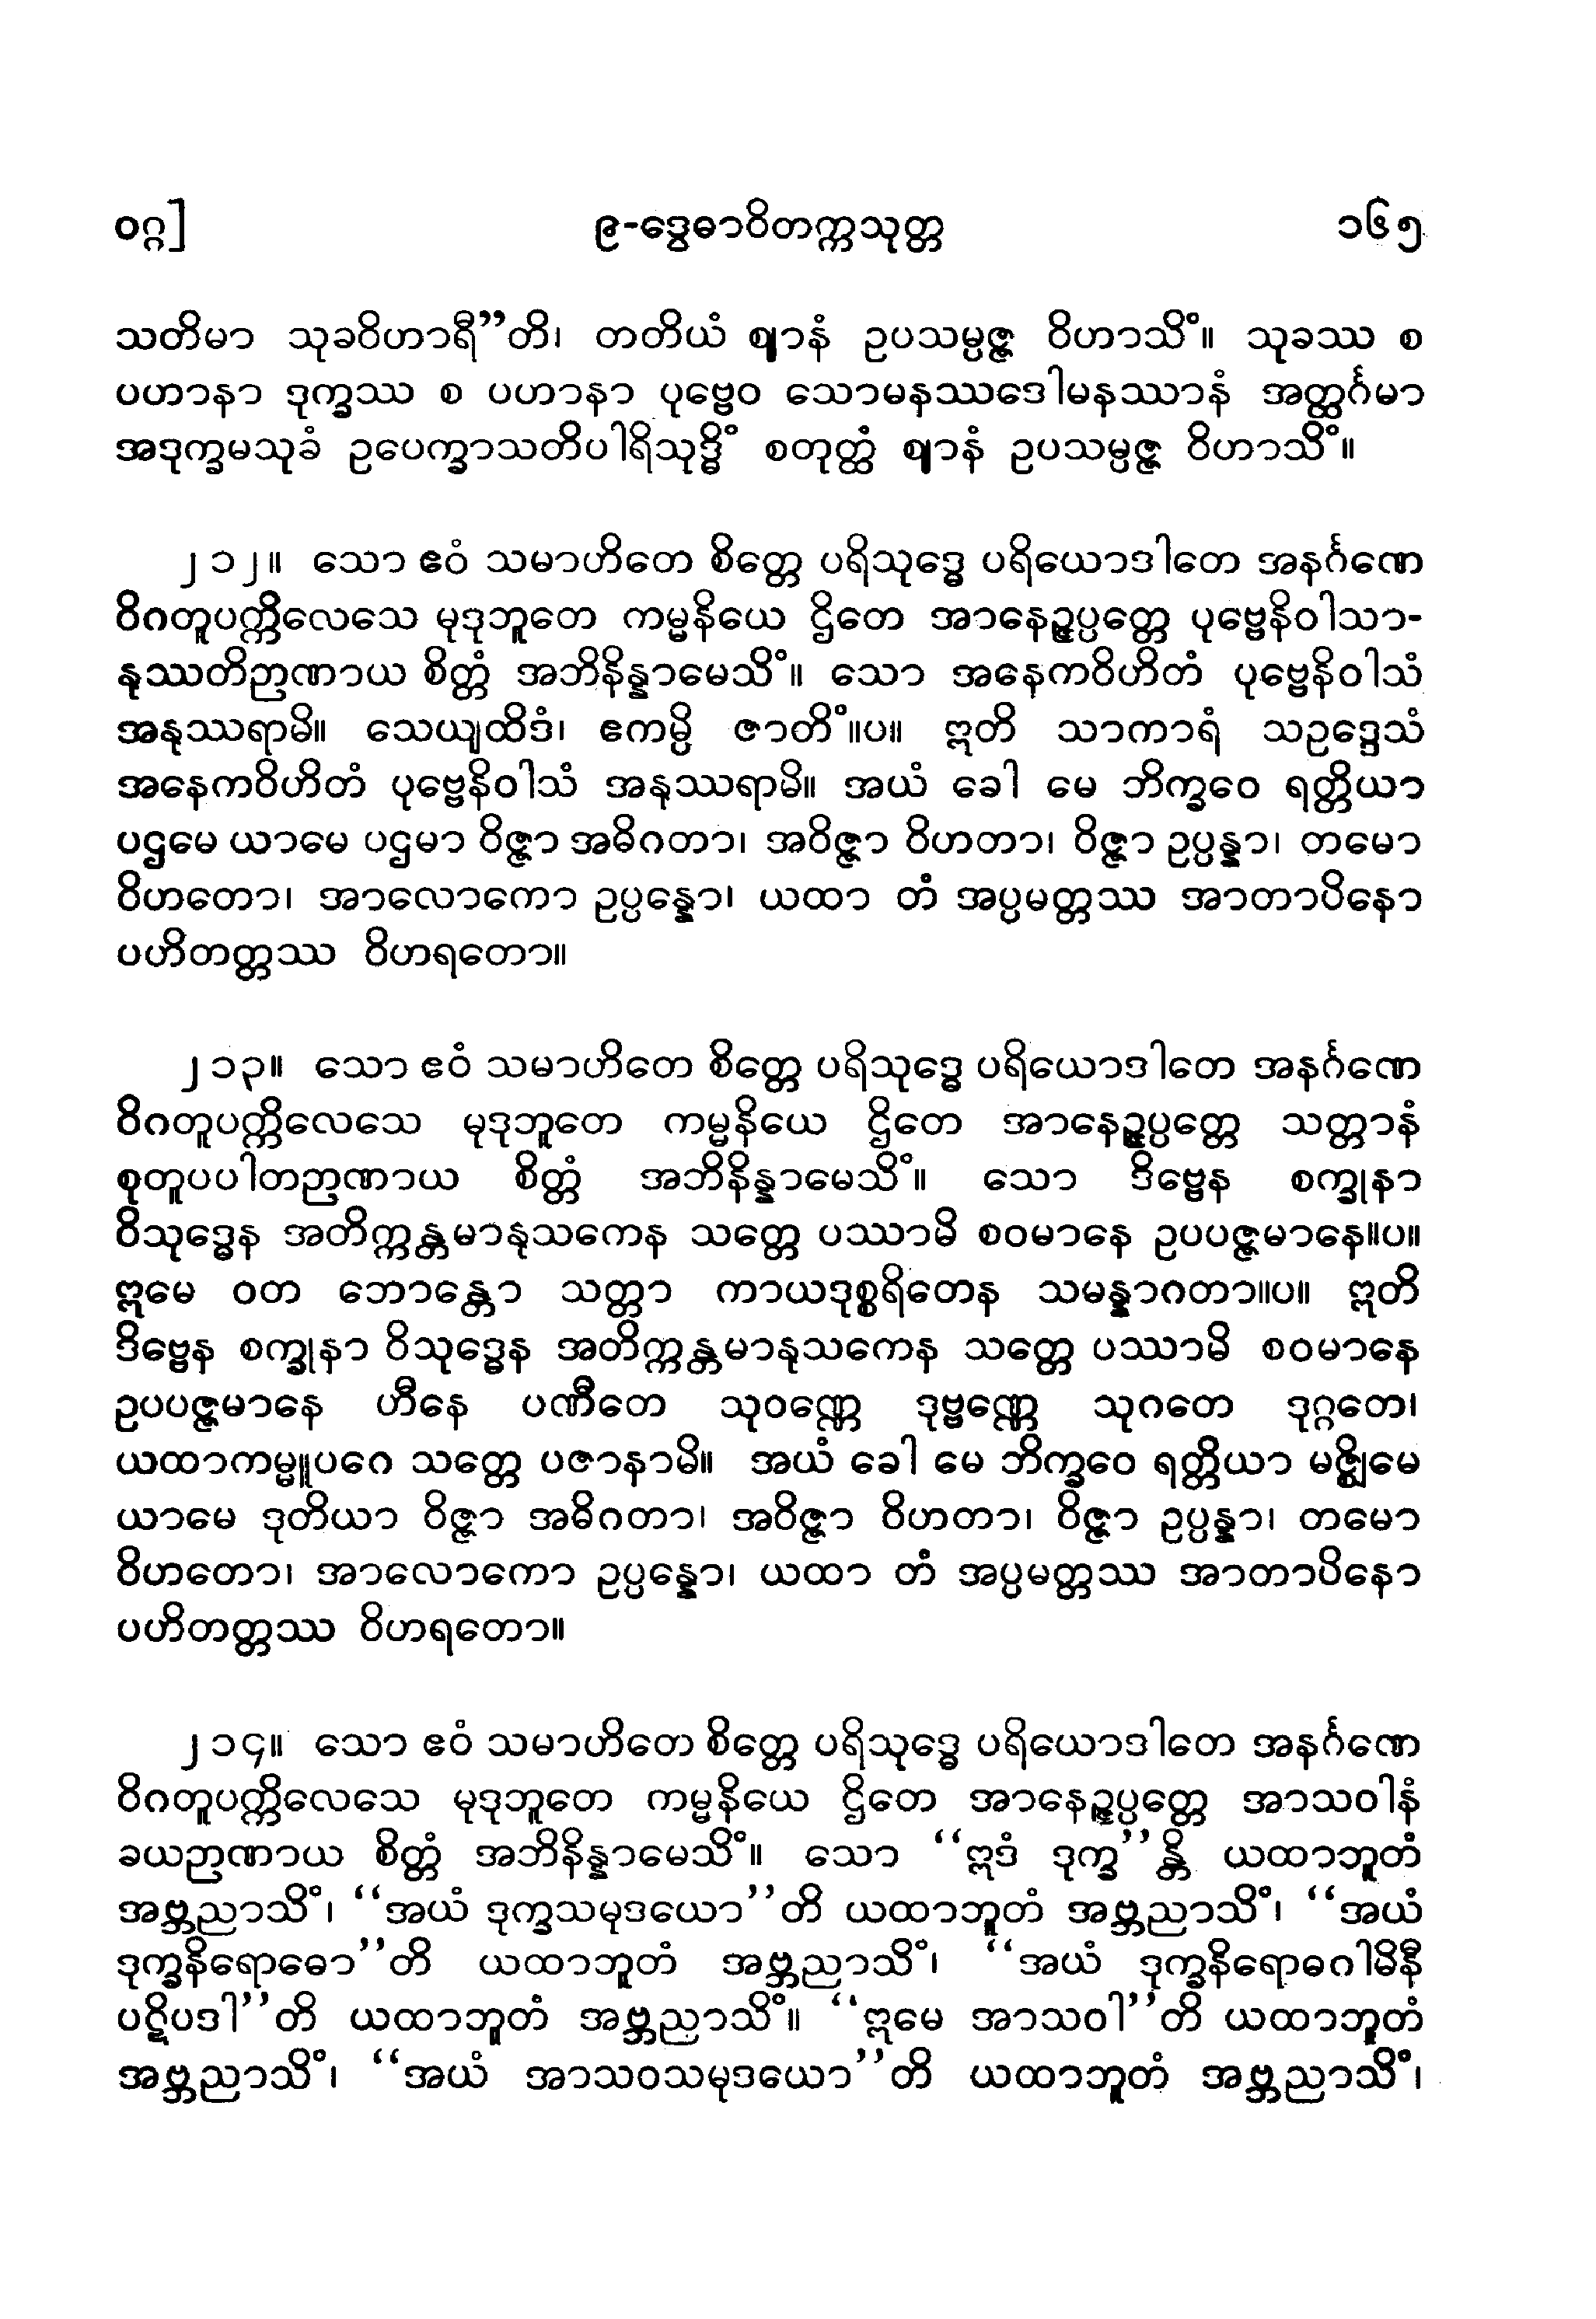 ဝဂ္ဂ] ၉-ဒွေဓာဝိတက္ကသုတ္တ ၁၆၅
သတိမာ သုခဝိဟာရီ”တိ၊ တတိယံ ဈာနံ ဥပသမ္ပဇ္ဇ ဝိဟာသိံ။ သုခဿ စ
ပဟာနာ ဒုက္ခဿ စ ပဟာနာ ပုဗ္ဗေဝ သောမနဿဒေါမနဿာနံ အတ္ထင်္ဂမာ
အဒုက္ခမသုခံ ဥပေက္ခာသတိပါရိသုဒ္ဓိံ စတုတ္ထံ ဈာနံ ဥပသမ္ပဇ္ဇ ဝိဟာသိံ။
၂၁၂။ သော ဧဝံ သမာဟိတေ စိတ္တေ ပရိသုဒ္ဓေ ပရိယောဒါတေ အနင်္ဂဏေ
ဝိဂတူပက္ကိလေသေ မုဒုဘူတေ ကမ္မနိယေ ဌိတေ အာနေဉ္ဇပ္ပတ္တေ ပုဗ္ဗေနိဝါသာ-
နုဿတိဉာဏာယ စိတ္တံ အဘိနိန္နာမေသိံ။ သော အနေကဝိဟိတံ ပုဗ္ဗေနိဝါသံ
အနုဿရာမိ။ သေယျထိဒံ၊ ဧကမ္ပိ ဇာတိံ။ပ။ ဣတိ သာကာရံ သဥဒ္ဒေသံ
အနေကဝိဟိတံ ပုဗ္ဗေနိဝါသံ အနုဿရာမိ။ အယံ ခေါ မေ ဘိက္ခဝေ ရတ္တိယာ
ပဌမေ ယာမေ ပဌမာ ဝိဇ္ဇာ အဓိဂတာ၊ အဝိဇ္ဇာ ဝိဟတာ၊ ဝိဇ္ဇာ ဥပ္ပန္နာ၊ တမော
ဝိဟတော၊ အာလောကော ဥပ္ပန္နော၊ ယထာ တံ အပ္ပမတ္တဿ အာတာပိနော
ပဟိတတ္တဿ ဝိဟရတော။
၂၁၃။ သော ဧဝံ သမာဟိတေ စိတ္တေ ပရိသုဒ္ဓေ ပရိယောဒါတေ အနင်္ဂဏေ
ဝိဂတူပက္ကိလေသေ မုဒုဘူတေ ကမ္မနိယေ ဌိတေ အာနေဉ္ဇပ္ပတ္တေ သတ္တာနံ
စုတူပပါတဉာဏာယ စိတ္တံ အဘိနိန္နာမေသိံ။ သော ဒိဗ္ဗေန စက္ခုနာ
ဝိသုဒ္ဓေန အတိက္ကန္တမာနုသကေန သတ္တေ ပဿာမိ စဝမာနေ ဥပပဇ္ဇမာနေ။ပ။
ဣမေ ဝတ ဘောန္တော သတ္တာ ကာယဒုစ္စရိတေန သမန္နာဂတာ။ပ။ ဣတိ
ဒိဗ္ဗေန စက္ခုနာ ဝိသုဒ္ဓေန အတိက္ကန္တမာနုသကေန သတ္တေ ပဿာမိ စဝမာနေ
ဥပပဇ္ဇမာနေ ဟီနေ ပဏီတေ သုဝဏ္ဏေ ဒုဗ္ဗဏ္ဏေ သုဂတေ ဒုဂ္ဂတေ၊
ယထာကမ္မူပဂေ သတ္တေ ပဇာနာမိ။ အယံ ခေါ မေ ဘိက္ခဝေ ရတ္တိယာ မဇ္ဈိမေ
ယာမေ ဒုတိယာ ဝိဇ္ဇာ အဓိဂတာ၊ အဝိဇ္ဇာ ဝိဟတာ၊ ဝိဇ္ဇာ ဥပ္ပန္နာ၊ တမော
ဝိဟတော၊ အာလောကော ဥပ္ပန္နော၊ ယထာ တံ အပ္ပမတ္တဿ အာတာပိနော
ပဟိတတ္တဿ ဝိဟရတော။
၂၁၄။ သော ဧဝံ သမာဟိတေ စိတ္တေ ပရိသုဒ္ဓေ ပရိယောဒါတေ အနင်္ဂဏေ
ဝိဂတူပက္ကိလေသေ မုဒုဘူတေ ကမ္မနိယေ ဌိတေ အာနေဉ္ဇပ္ပတ္တေ အာသဝါနံ
ခယဉာဏာယ စိတ္တံ အဘိနိန္နာမေသိံ။ သော ‘‘ဣဒံ ဒုက္ခ’’န္တိ ယထာဘူတံ
အဗ္ဘညာသိံ၊ ‘‘အယံ ဒုက္ခသမုဒယော’’တိ ယထာဘူတံ အဗ္ဘညာသိံ၊ ‘‘အယံ
ဒုက္ခနိရောဓော’’တိ ယထာဘူတံ အဗ္ဘညာသိံ၊ ‘‘အယံ ဒုက္ခနိရောဓဂါမိနီ
ပဋိပဒါ’’တိ ယထာဘူတံ အဗ္ဘညာသိံ။ ‘‘ဣမေ အာသဝါ’’တိ ယထာဘူတံ
အဗ္ဘညာသိံ၊ ‘‘အယံ အာသဝသမုဒယော’’တိ ယထာဘူတံ အဗ္ဘညာသိံ၊